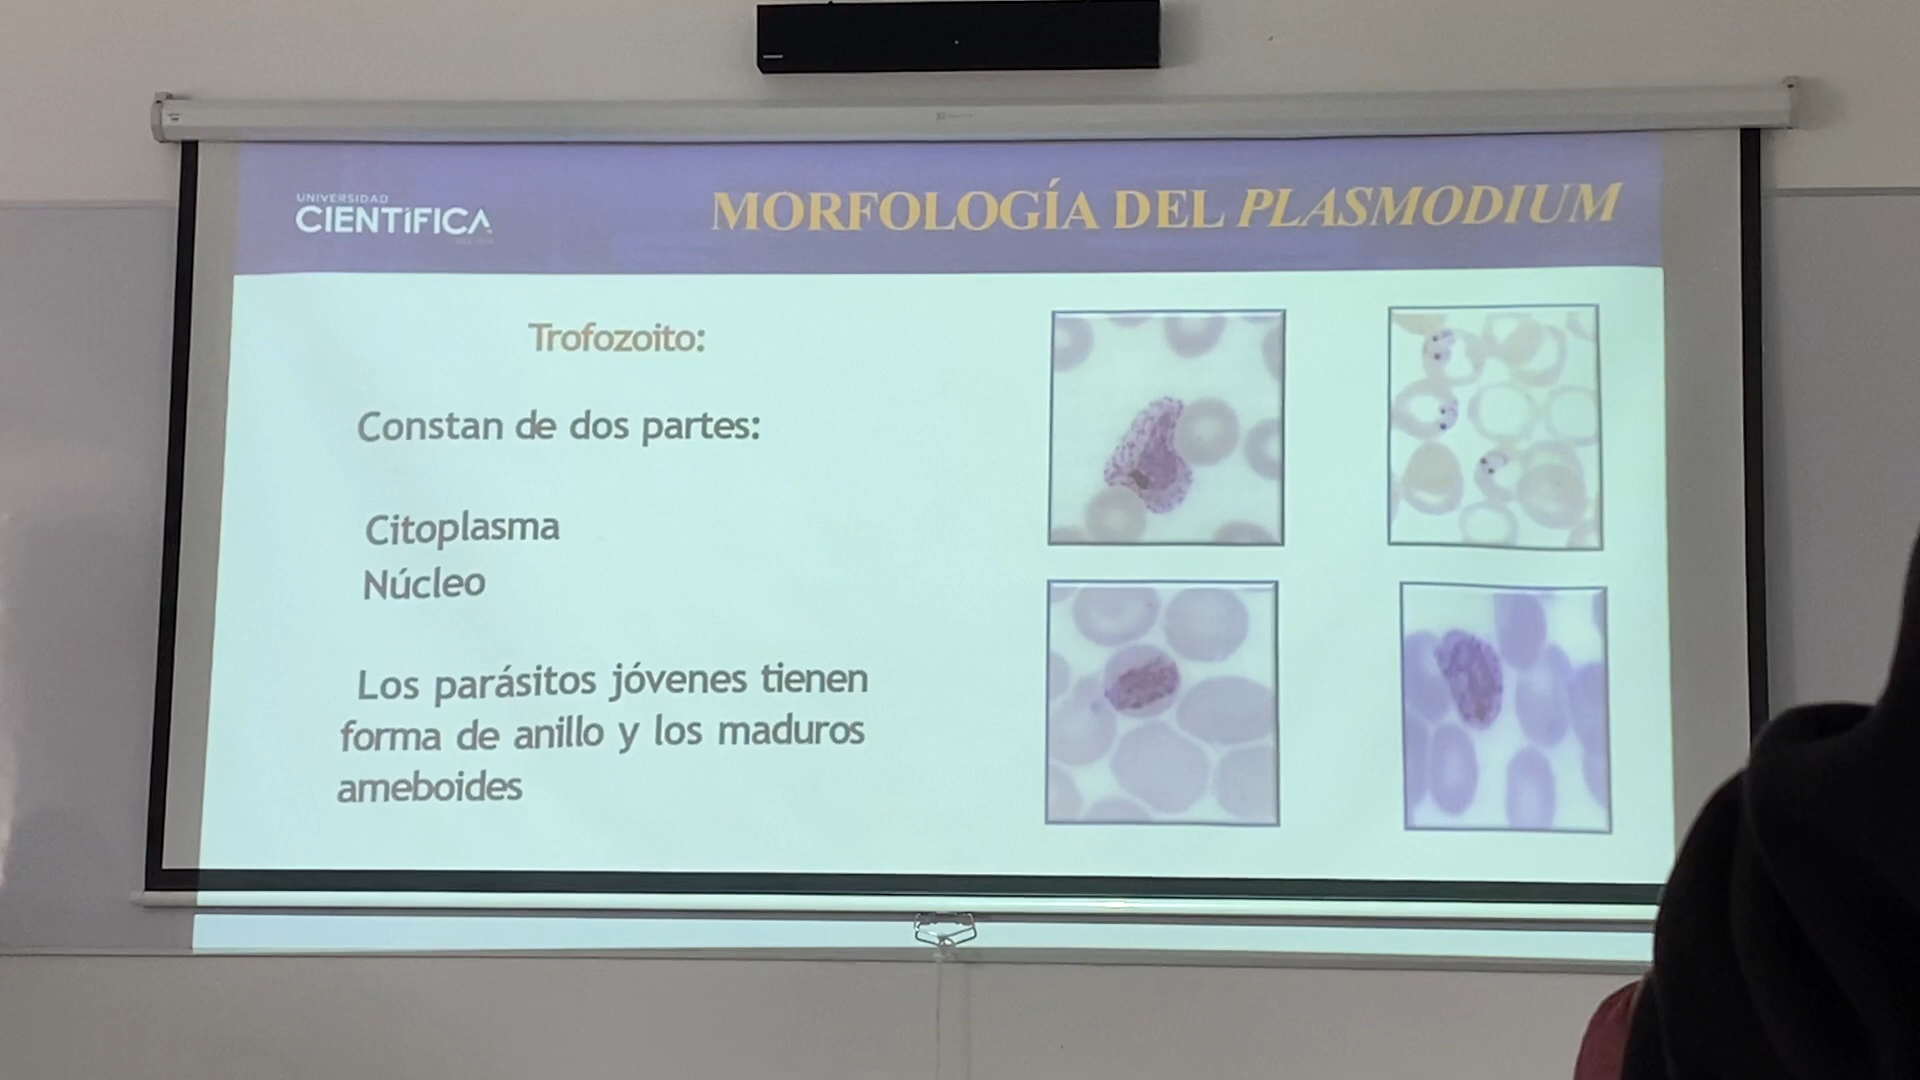 UNIVERSIDAD
CIENTÍFICA
MORFOLOGÍA DEL PLASMODIUM
Trofozoito:
Constan de dos partes:
Citoplasma
Núcleo
Los parásitos jóvenes tienen
forma de anillo y los maduros
ameboides